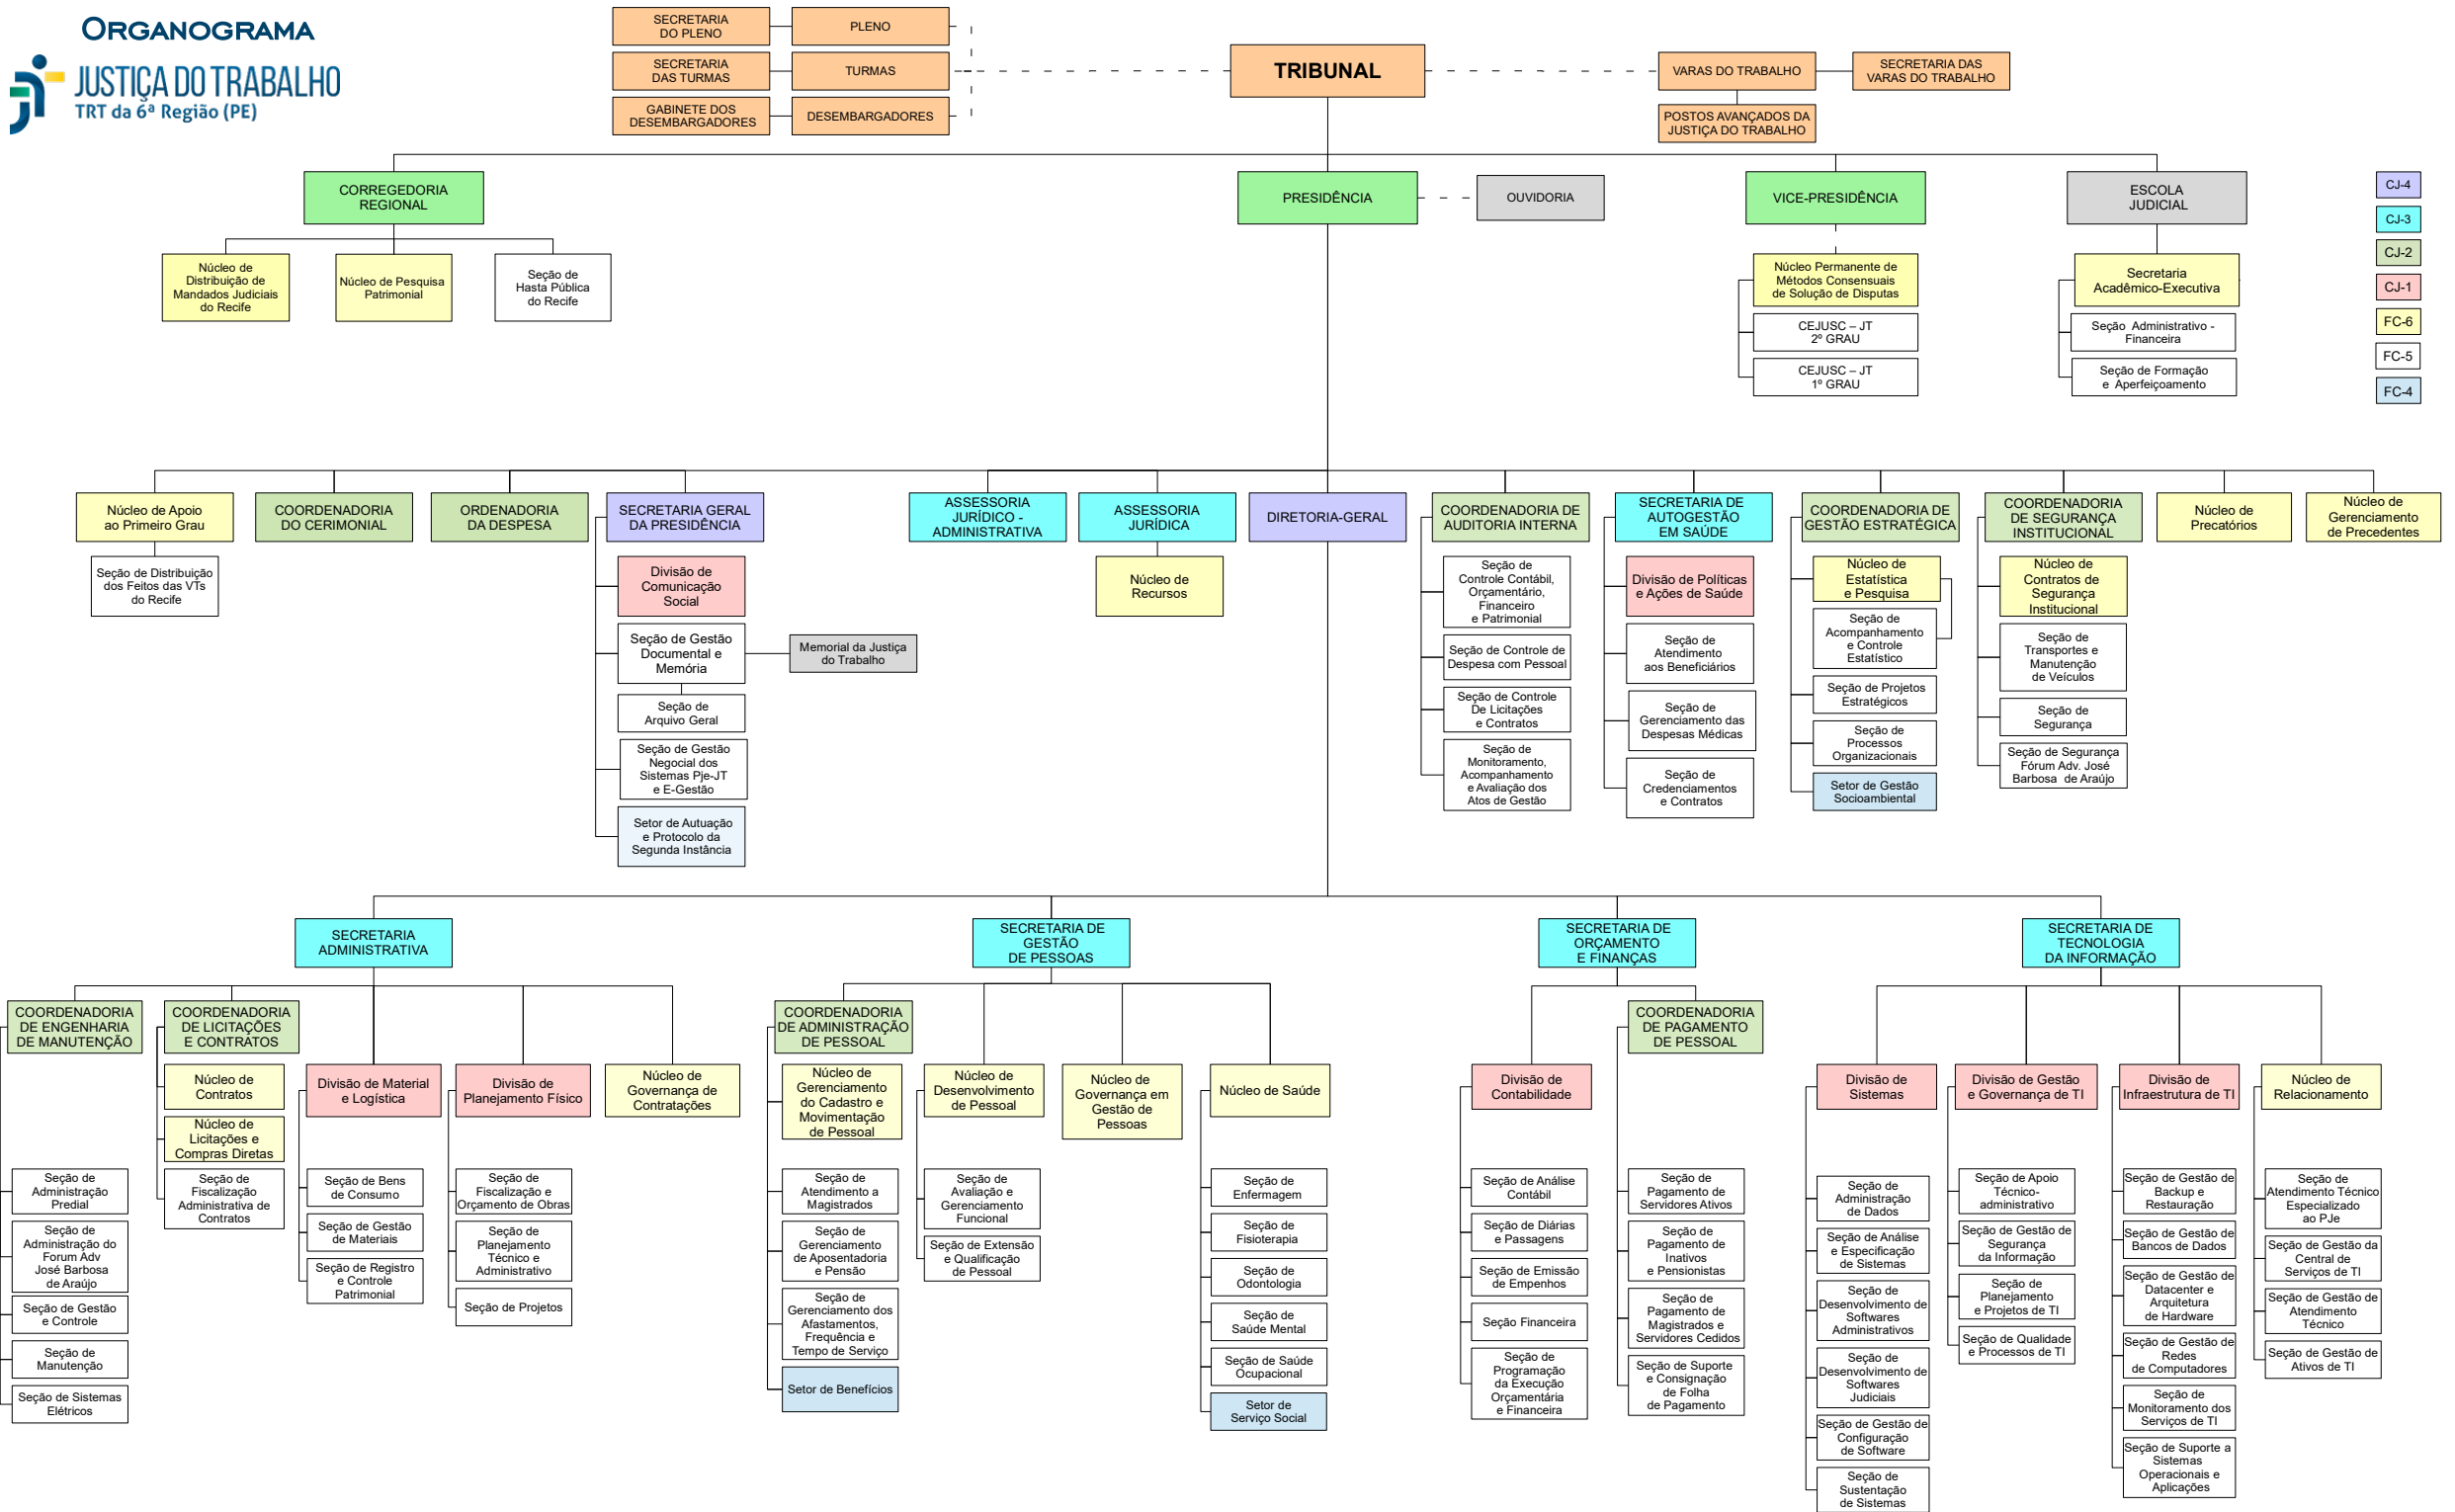 ORGANOGRAMA
JUSTIÇA DO TRABALHO
TRT da 6ª Região (PE)
SECRETARIA
DO PLENO
PLENO
SECRETARIA
DAS TURMAS
TURMAS
GABINETE DOS
DESEMBARGADORES
DESEMBARGADORES
TRIBUNAL
VARAS DO TRABALHO
SECRETARIA DAS
VARAS DO TRABALHO
POSTOS AVANÇADOS DA
JUSTIÇA DO TRABALHO
CORREGEDORIA
REGIONAL
PRESIDÊNCIA
OUVIDORIA
VICE-PRESIDÊNCIA
ESCOLA
JUDICIAL
CJ-4
CJ-3
CJ-2
CJ-1
FC-6
FC-5
FC-4
Núcleo de
Distribuição de
Mandados Judiciais
do Recife
Núcleo de Pesquisa
Patrimonial
Seção de
Hasta Pública
do Recife
Núcleo Permanente de
Métodos Consensuais
de Solução de Disputas
CEJUSC – JT
2º GRAU
CEJUSC – JT
1º GRAU
Secretaria
Acadêmico-Executiva
Seção Administrativo -
Financeira
Seção de Formação
e Aperfeiçoamento
Núcleo de Apoio
ao Primeiro Grau
Seção de Distribuição
dos Feitos das VTs
do Recife
COORDENADORIA
DO CERIMONIAL
ORDENADORIA
DA DESPESA
SECRETARIA GERAL
DA PRESIDÊNCIA
Divisão de
Comunicação
Social
Seção de Gestão
Documental e
Memória
Memorial da Justiça
do Trabalho
Seção de
Arquivo Geral
Seção de Gestão
Negocial dos
Sistemas Pje-JT
e E-Gestão
Setor de Autuação
e Protocolo da
Segunda Instância
ASSESSORIA
JURÍDICO -
ADMINISTRATIVA
ASSESSORIA
JURÍDICA
Núcleo de
Recursos
DIRETORIA-GERAL
COORDENADORIA DE
AUDITORIA INTERNA
Seção de
Controle Contábil,
Orçamentário,
Financeiro
e Patrimonial
Seção de Controle de
Despesa com Pessoal
Seção de Controle
De Licitações
e Contratos
Seção de
Monitoramento,
Acompanhamento
e Avaliação dos
Atos de Gestão
SECRETARIA DE
AUTOGESTÃO
EM SAÚDE
Divisão de Políticas
e Ações de Saúde
Seção de
Atendimento
aos Beneficiários
Seção de
Gerenciamento das
Despesas Médicas
Seção de
Credenciamentos
e Contratos
COORDENADORIA DE
GESTÃO ESTRATÉGICA
Núcleo de
Estatística
e Pesquisa
Seção de
Acompanhamento
e Controle
Estatístico
Seção de Projetos
Estratégicos
Seção de
Processos
Organizacionais
Setor de Gestão
Socioambiental
COORDENADORIA
DE SEGURANÇA
INSTITUCIONAL
Núcleo de
Contratos de
Segurança
Institucional
Seção de
Transportes e
Manutenção
de Veículos
Seção de
Segurança
Seção de Segurança
Fórum Adv. José
Barbosa de Araújo
Núcleo de
Precatórios
Núcleo de
Gerenciamento
de Precedentes
SECRETARIA
ADMINISTRATIVA
COORDENADORIA
DE ENGENHARIA
DE MANUTENÇÃO
Seção de
Administração
Predial
Seção de
Administração do
Forum Adv
José Barbosa
de Araújo
Seção de Gestão
e Controle
Seção de
Manutenção
Seção de Sistemas
Elétricos
COORDENADORIA
DE LICITAÇÕES
E CONTRATOS
Núcleo de
Contratos
Núcleo de
Licitações e
Compras Diretas
Seção de
Fiscalização
Administrativa de
Contratos
Divisão de Material
e Logística
Seção de Bens
de Consumo
Seção de Gestão
de Materiais
Seção de Registro
e Controle
Patrimonial
Divisão de
Planejamento Físico
Seção de
Fiscalização e
Orçamento de Obras
Seção de
Planejamento
Técnico e
Administrativo
Seção de Projetos
Núcleo de
Governança de
Contratações
SECRETARIA DE
GESTÃO
DE PESSOAS
COORDENADORIA
DE ADMINISTRAÇÃO
DE PESSOAL
Núcleo de
Gerenciamento
do Cadastro e
Movimentação
de Pessoal
Seção de
Atendimento a
Magistrados
Seção de
Gerenciamento
de Aposentadoria
e Pensão
Seção de
Gerenciamento dos
Afastamentos,
Frequência e
Tempo de Serviço
Setor de Benefícios
Núcleo de
Desenvolvimento
de Pessoal
Seção de
Avaliação e
Gerenciamento
Funcional
Seção de Extensão
e Qualificação
de Pessoal
Núcleo de
Governança em
Gestão de
Pessoas
Núcleo de Saúde
Seção de
Enfermagem
Seção de
Fisioterapia
Seção de
Odontologia
Seção de
Saúde Mental
Seção de Saúde
Ocupacional
Setor de
Serviço Social
SECRETARIA DE
ORÇAMENTO
E FINANÇAS
Divisão de
Contabilidade
Seção de Análise
Contábil
Seção de Diárias
e Passagens
Seção de Emissão
de Empenhos
Seção Financeira
Seção de
Programação
da Execução
Orçamentária
e Financeira
COORDENADORIA
DE PAGAMENTO
DE PESSOAL
Seção de
Pagamento de
Servidores Ativos
Seção de
Pagamento de
Inativos
e Pensionistas
Seção de
Pagamento de
Magistrados e
Servidores Cedidos
Seção de Suporte
e Consignação
de Folha
de Pagamento
SECRETARIA DE
TECNOLOGIA
DA INFORMAÇÃO
Divisão de
Sistemas
Seção de
Administração
de Dados
Seção de Análise
e Especificação
de Sistemas
Seção de
Desenvolvimento de
Softwares
Administrativos
Seção de
Desenvolvimento de
Softwares
Judiciais
Seção de Gestão de
Configuração
de Software
Seção de
Sustentação
de Sistemas
Divisão de Gestão
e Governança de TI
Seção de Apoio
Técnico-
administrativo
Seção de Gestão de
Segurança
da Informação
Seção de
Planejamento
e Projetos de TI
Seção de Qualidade
e Processos de TI
Divisão de
Infraestrutura de TI
Seção de Gestão de
Backup e
Restauração
Seção de Gestão de
Bancos de Dados
Seção de Gestão de
Datacenter e
Arquitetura
de Hardware
Seção de Gestão de
Redes
de Computadores
Seção de
Monitoramento dos
Serviços de TI
Seção de Suporte a
Sistemas
Operacionais e
Aplicações
Núcleo de
Relacionamento
Seção de
Atendimento Técnico
Especializado
ao PJe
Seção de Gestão da
Central de
Serviços de TI
Seção de Gestão de
Atendimento
Técnico
Seção de Gestão de
Ativos de TI